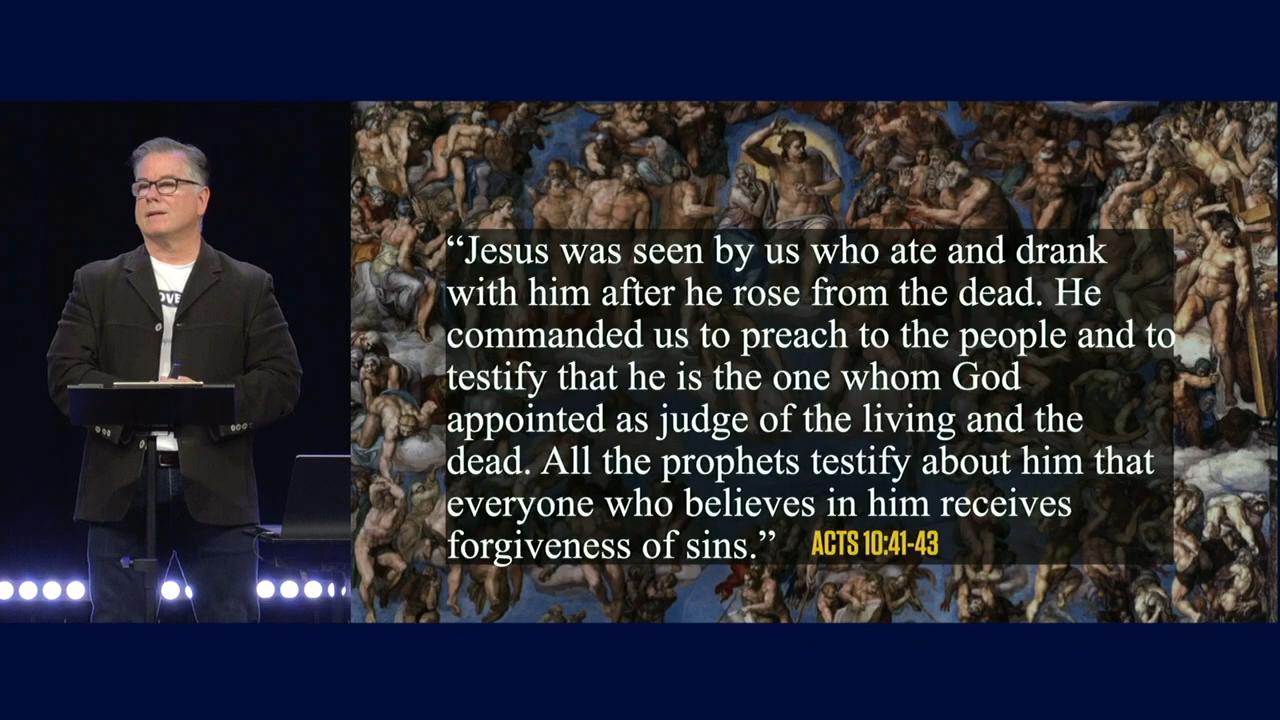 OVE
“Jesus was seen by us who ate and drank
with him after he rose from the dead. He
commanded us to preach to the people and to
testify that he is the one whom God
appointed as judge of the living and the
dead. All the prophets testify about him that
everyone who believes in him receives
forgiveness of sins.” ACTS 10:41-43